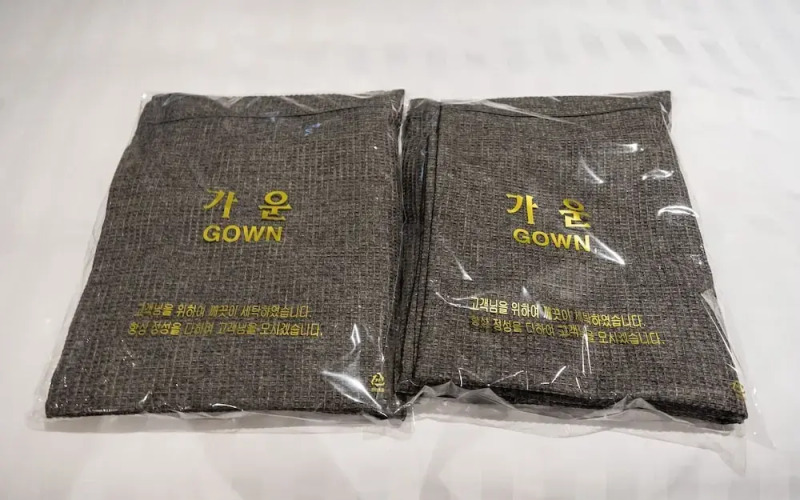 가운
GOWN
고객님을 위하여 깨끗이 세탁하였습니다.
항상 정성을 다하여 고객님을 모시겠습니다.
가운
GOWN
고객님을 위하여 깨끗이 세탁하였습니다.
항상 정성을 다하여 고객님을 모시겠습니다.